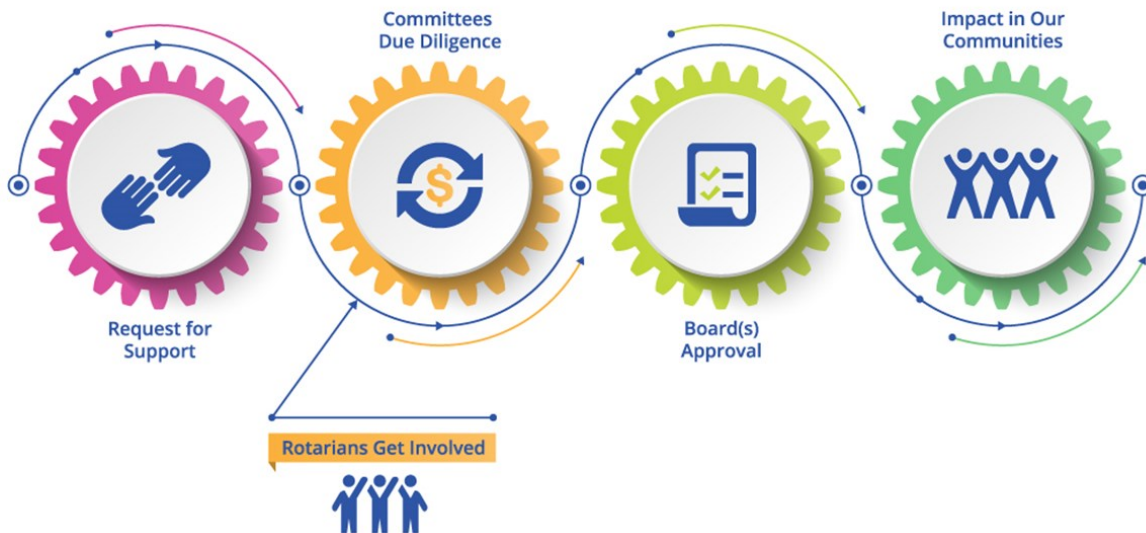 Request for
Support
Committees
Due Diligence
$
Rotarians Get Involved
Board(s)
Approval
Impact in Our
Communities